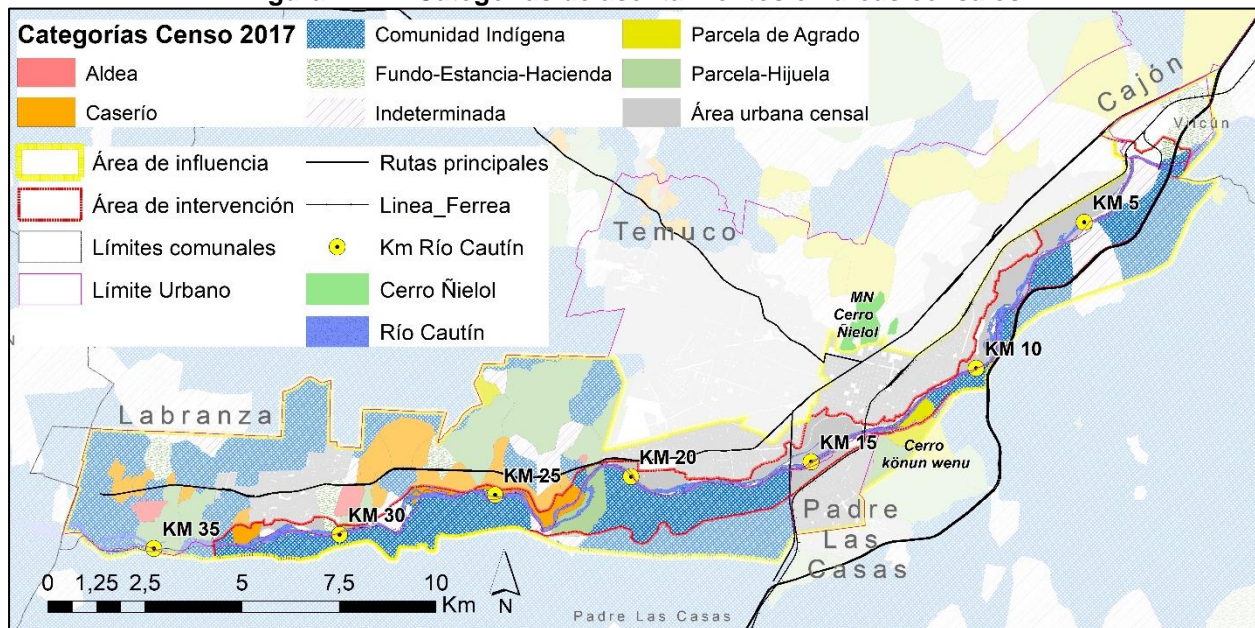 Categorías Censo 2017
Aldea
Caserío
Comunidad Indígena
Fundo-Estancia-Hacienda
Indeterminada
Parcela de Agrado
Parcela-Hijuela
Área urbana censal
Área de influencia
Área de intervención
Límites comunales
Límite Urbano
Rutas principales
Linea_Ferrea
Km Río Cautín
Cerro Ñielol
Río Cautín
Cajón
Temuco
KM 5
MN
Cerro
Ñielol
KM 10
Labranza
KM 15
Cerro
könun wenu
KM 20
KM 25
KM 30
KM 35
Padre
Las
Casas
0 1,25 2,5 5 7,5 10
Km
N
Padre Las Casas